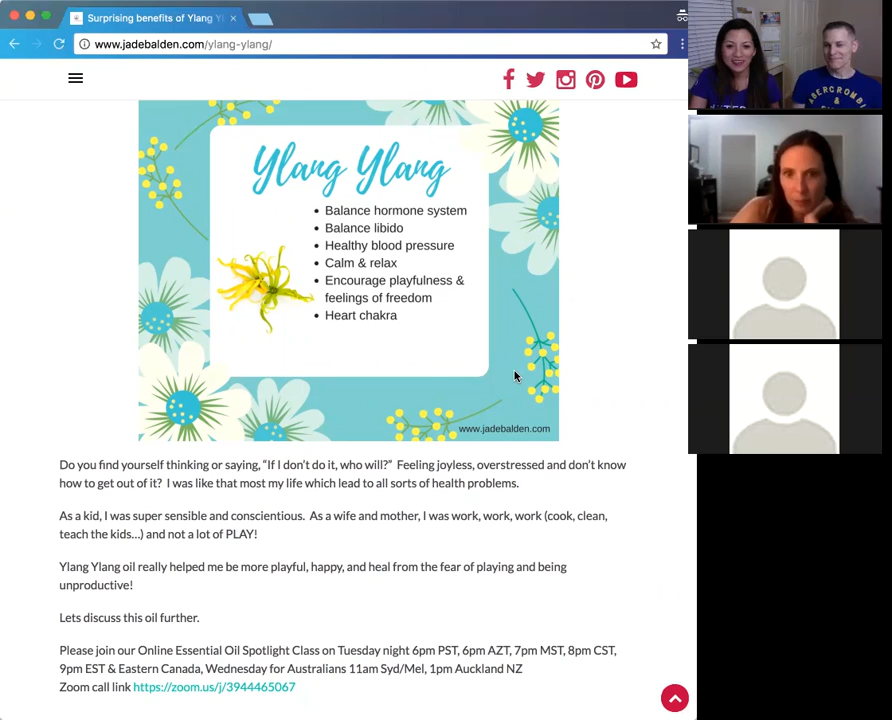 Surprising benefits of Ylang Y
www.jadebalden.com/ylang-ylang/
Ylang Ylang
• Balance hormone system
• Balance libido
• Healthy blood pressure
• Calm & relax
• Encourage playfulness &
feelings of freedom
• Heart chakra
www.jadebalden.com
Do you find yourself thinking or saying, “If I don’t do it, who will?”  Feeling joyless, overstressed and don’t know
how to get out of it?  I was like that most my life which lead to all sorts of health problems.
As a kid, I was super sensible and conscientious.  As a wife and mother, I was work, work, work (cook, clean,
teach the kids…) and not a lot of PLAY!
Ylang Ylang oil really helped me be more playful, happy, and heal from the fear of playing and being
unproductive!
Lets discuss this oil further.
Please join our Online Essential Oil Spotlight Class on Tuesday night 6pm PST, 6pm AZT, 7pm MST, 8pm CST,
9pm EST & Eastern Canada, Wednesday for Australians 11am Syd/Mel, 1pm Auckland NZ
Zoom call link https://zoom.us/j/3944465067
ABERCROMBI